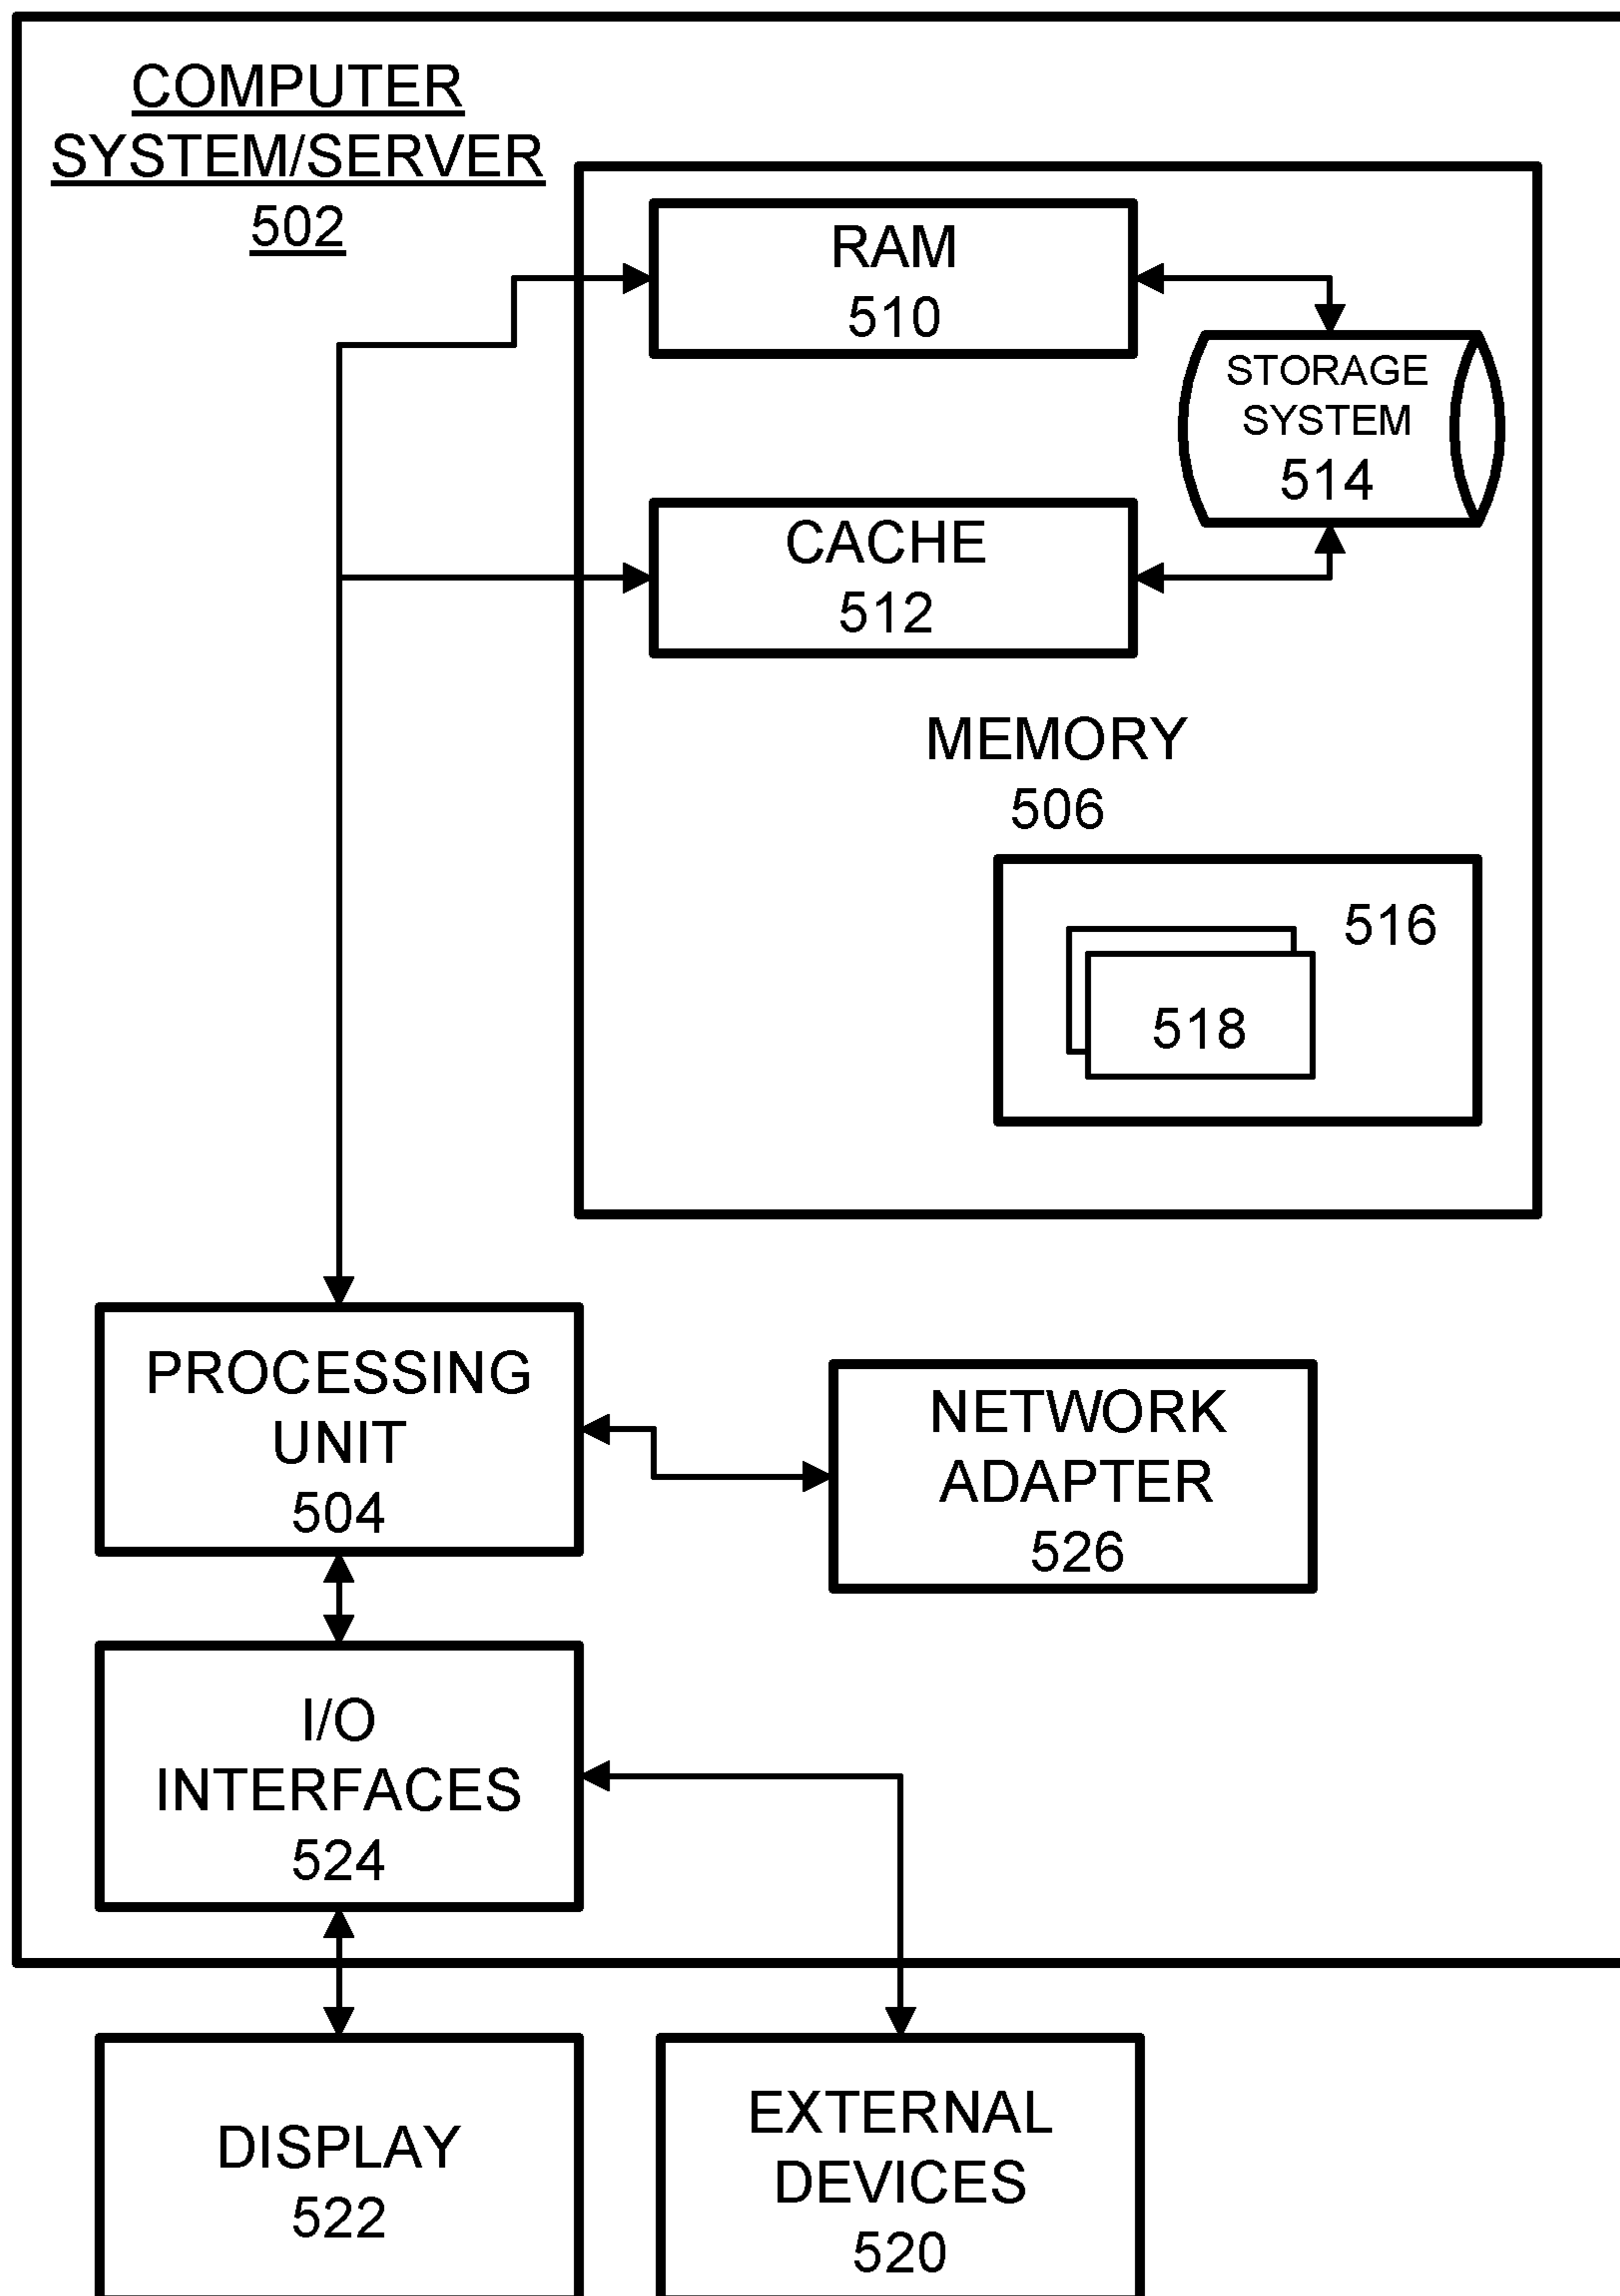 COMPUTER
SYSTEM/SERVER
502
RAM
510
STORAGE
SYSTEM
514
CACHE
512
MEMORY
506
516
518
PROCESSING
UNIT
504
NETWORK
ADAPTER
526
I/O
INTERFACES
524
DISPLAY
522
EXTERNAL
DEVICES
520